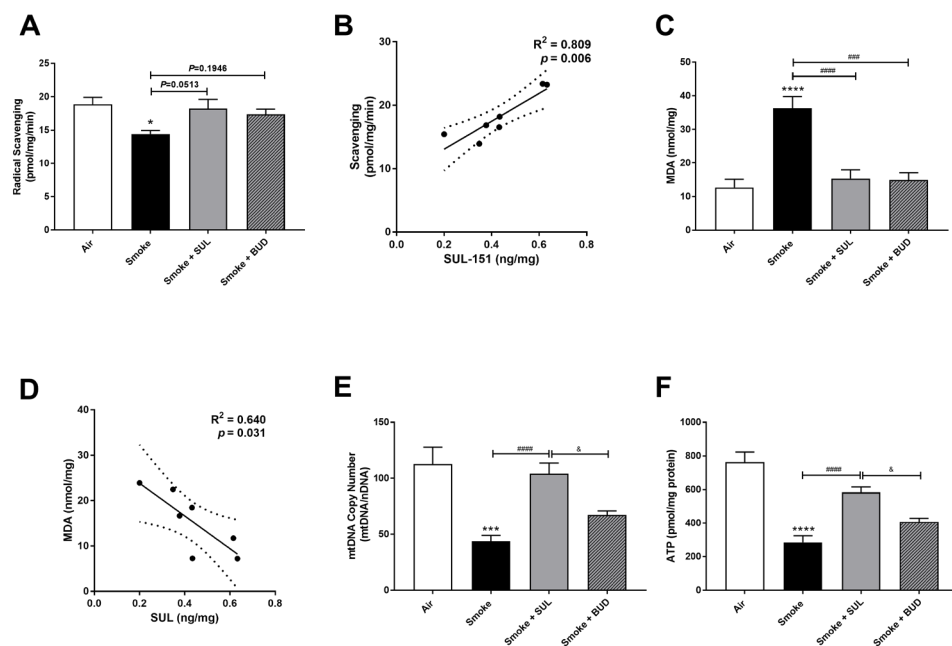 A
Radical Scavenging
(pmol/mg/min)
25
20
15
10
5
0
P=0.1946
P=0.0513
*
Air
Smoke
Smoke + SUL
Smoke + BUD
B
R² = 0.809
p = 0.006
Scavenging
(pmol/mg/min)
30
20
10
0
0.0
0.2
0.4
0.6
0.8
SUL-151 (ng/mg)
C
MDA (nmol/mg)
50
40
30
20
10
0
###
####
****
Air
Smoke
Smoke + SUL
Smoke + BUD
D
R² = 0.640
p = 0.031
MDA (nmol/mg)
40
30
20
10
0
0.0
0.2
0.4
0.6
0.8
SUL (ng/mg)
E
mtDNA Copy Number
(mtDNA/nDNA)
150
100
50
0
####
&
***
Air
Smoke
Smoke + SUL
Smoke + BUD
F
ATP (pmol/mg protein)
1000
800
600
400
200
0
####
&
****
Air
Smoke
Smoke + SUL
Smoke + BUD